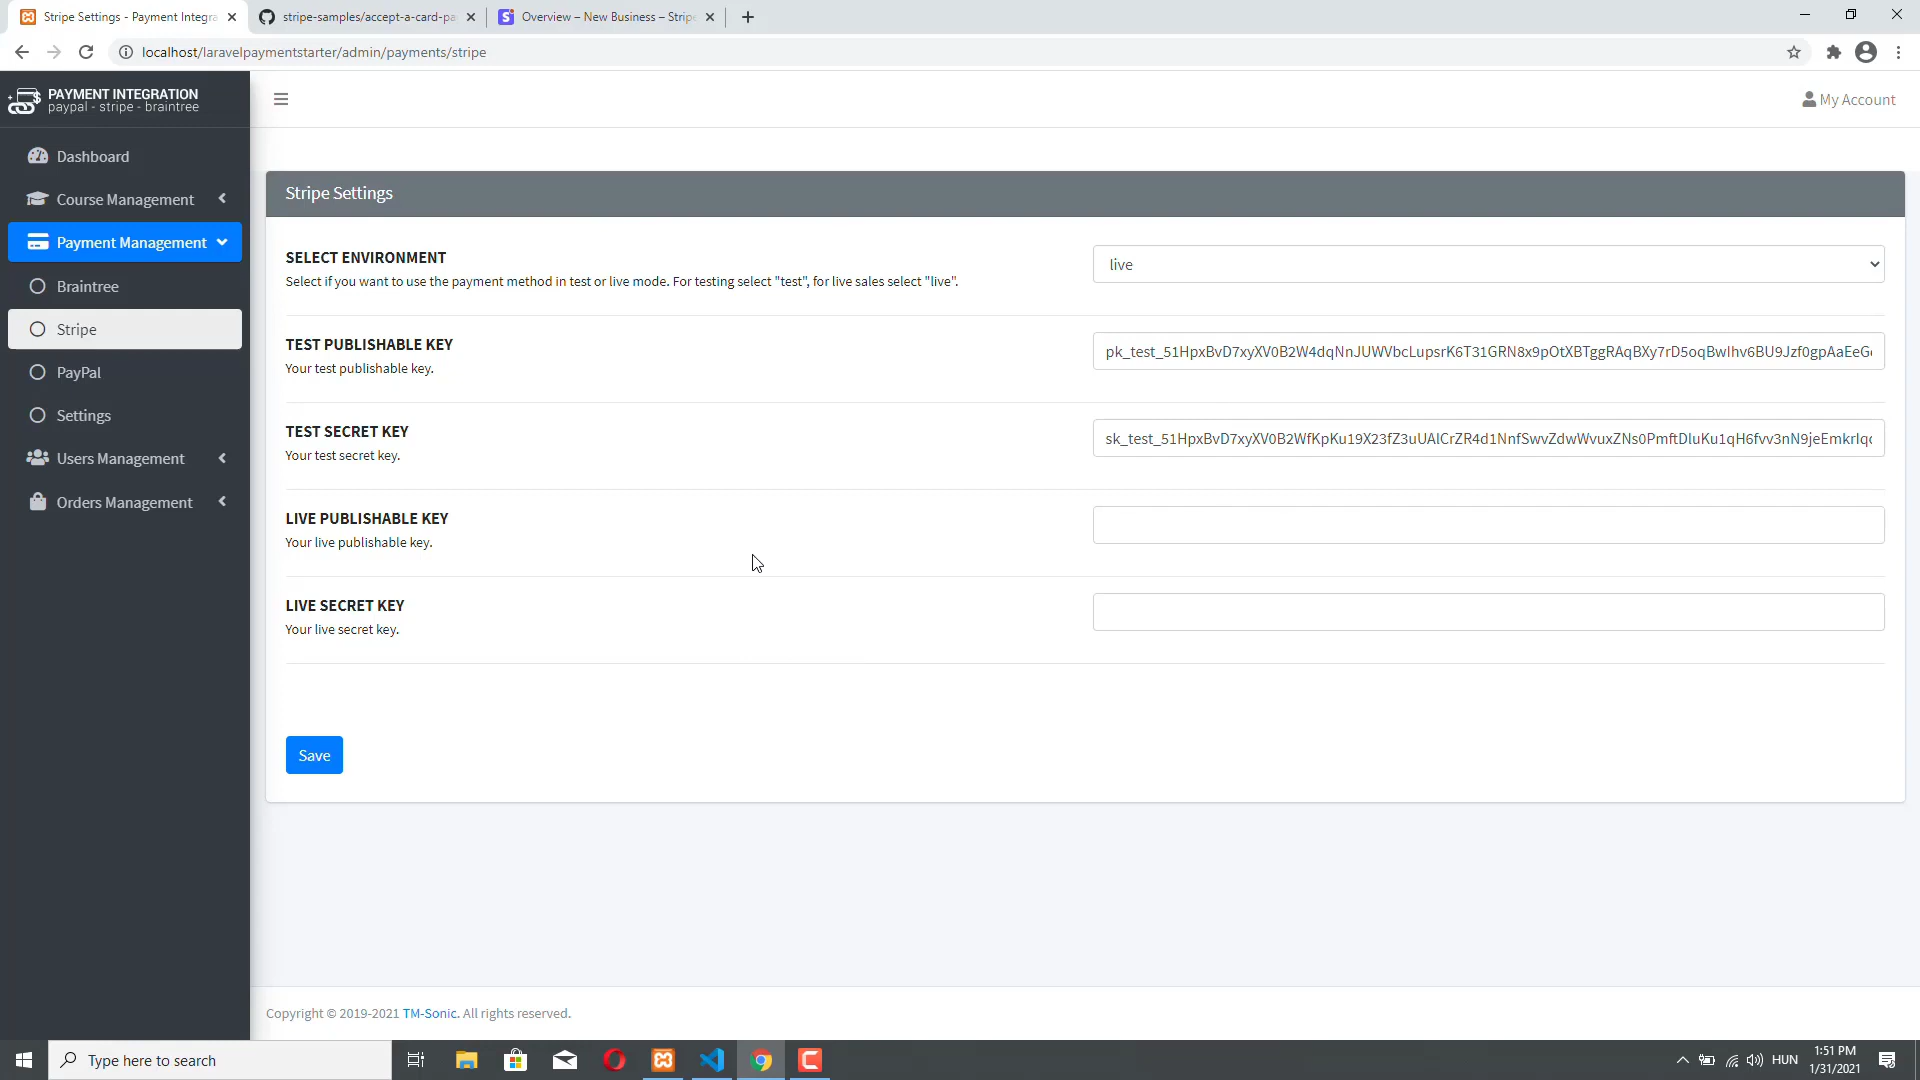 Stripe Settings - Payment Integra
stripe-samples/accept-a-card-pa
Overview – New Business – Stripe
localhost/laravelpaymentstarter/admin/payments/stripe
PAYMENT INTEGRATION
paypal - stripe - braintree
My Account
Dashboard
Course Management
Payment Management
Braintree
Stripe
PayPal
Settings
Users Management
Orders Management
Stripe Settings
SELECT ENVIRONMENT
Select if you want to use the payment method in test or live mode. For testing select "test", for live sales select "live".
live
TEST PUBLISHABLE KEY
Your test publishable key.
TEST SECRET KEY
Your test secret key.
LIVE PUBLISHABLE KEY
Your live publishable key.
LIVE SECRET KEY
Your live secret key.
Save
Copyright © 2019-2021 TM-Sonic. All rights reserved.
Type here to search
HUN
1:51 PM
1/31/2021